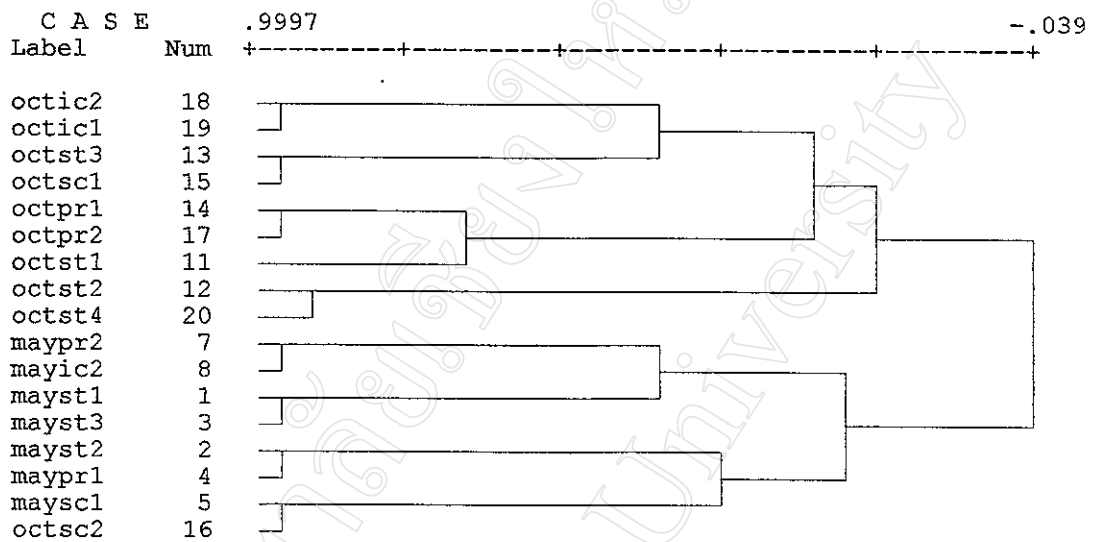 C A S E .9997 -.039
Label Num +---------+---------+---------+---------+---------+
octic2 18
octic1 19
octst3 13
octsc1 15
octpr1 14
octpr2 17
octst1 11
octst2 12
octst4 20
maypr2 7
mayic2 8
mayst1 1
mayst3 3
mayst2 2
maypr1 4
maysc1 5
octsc2 16
University